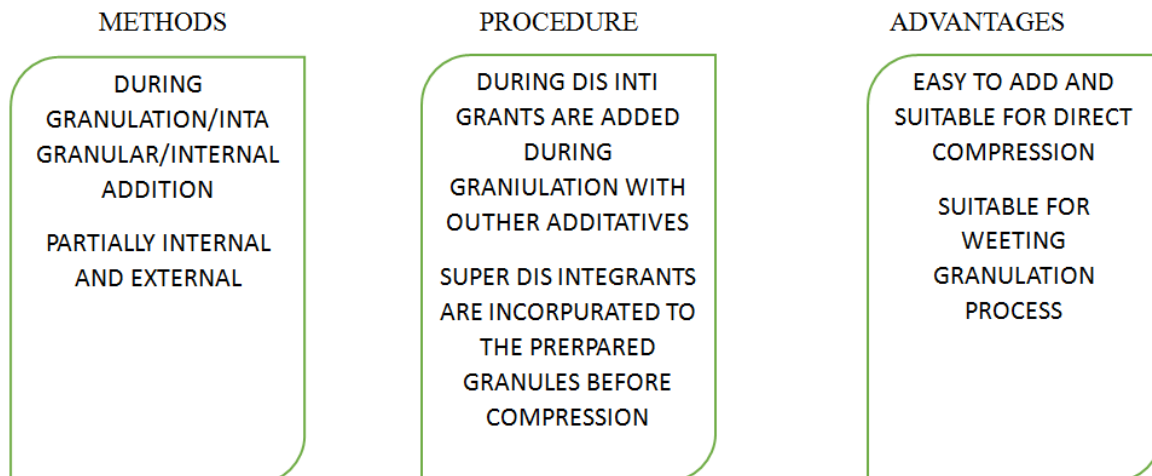 METHODS
DURING
GRANULATION/INTA
GRANULAR/INTERNAL
ADDITION
PARTIALLY INTERNAL
AND EXTERNAL
PROCEDURE
DURING DIS INTI
GRANTS ARE ADDED
DURING
GRANIULATION WITH
OUTHER ADDITATIVES
SUPER DIS INTEGRANTS
ARE INCORPURATED TO
THE PRERPARED
GRANULES BEFORE
COMPRESSION
ADVANTAGES
EASY TO ADD AND
SUITABLE FOR DIRECT
COMPRESSION
SUITABLE FOR
WEETING
GRANULATION
PROCESS